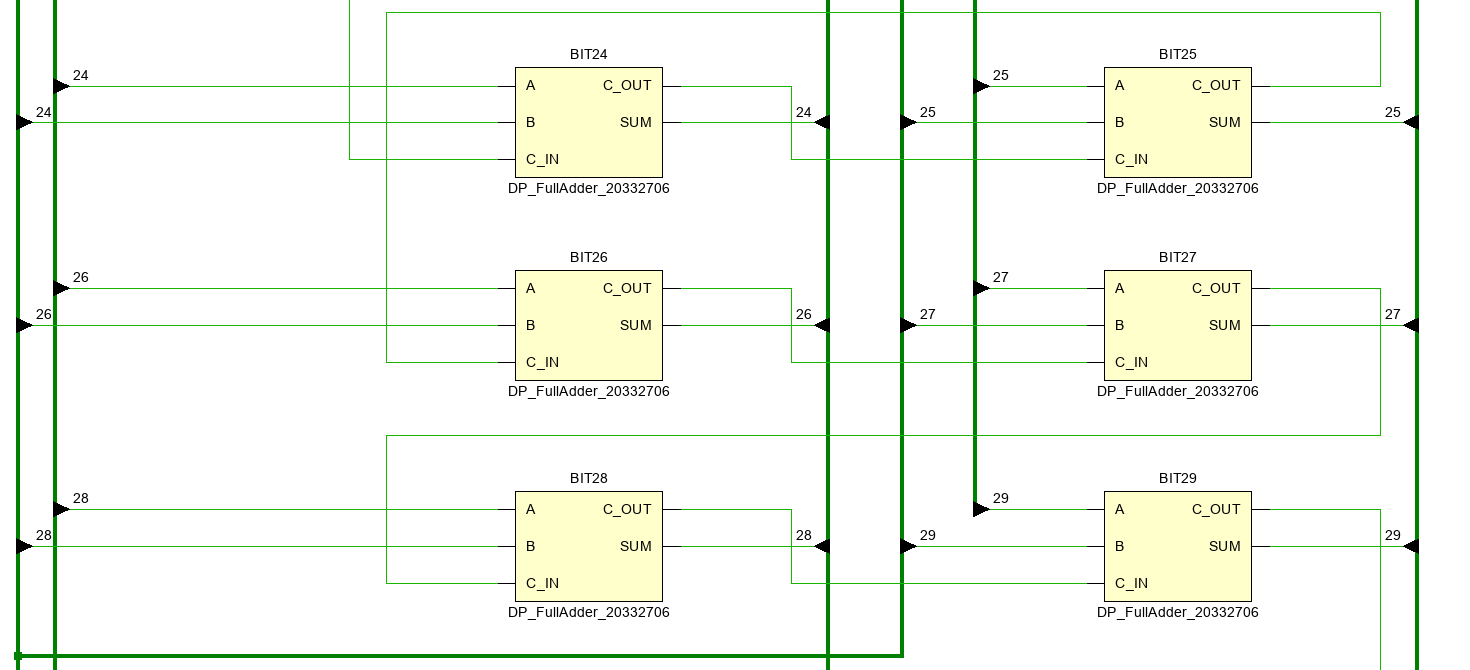 BIT24
BIT25
24
A
C_OUT
25
A
C_OUT
24
B
SUM
24
25
B
SUM
25
C_IN
C_IN
DP_FullAdder_20332706
DP_FullAdder_20332706
BIT26
BIT27
26
A
C_OUT
27
A
C_OUT
26
B
SUM
26
27
B
SUM
27
C_IN
C_IN
DP_FullAdder_20332706
DP_FullAdder_20332706
BIT28
BIT29
28
A
C_OUT
29
A
C_OUT
28
B
SUM
28
29
B
SUM
29
C_IN
C_IN
DP_FullAdder_20332706
DP_FullAdder_20332706